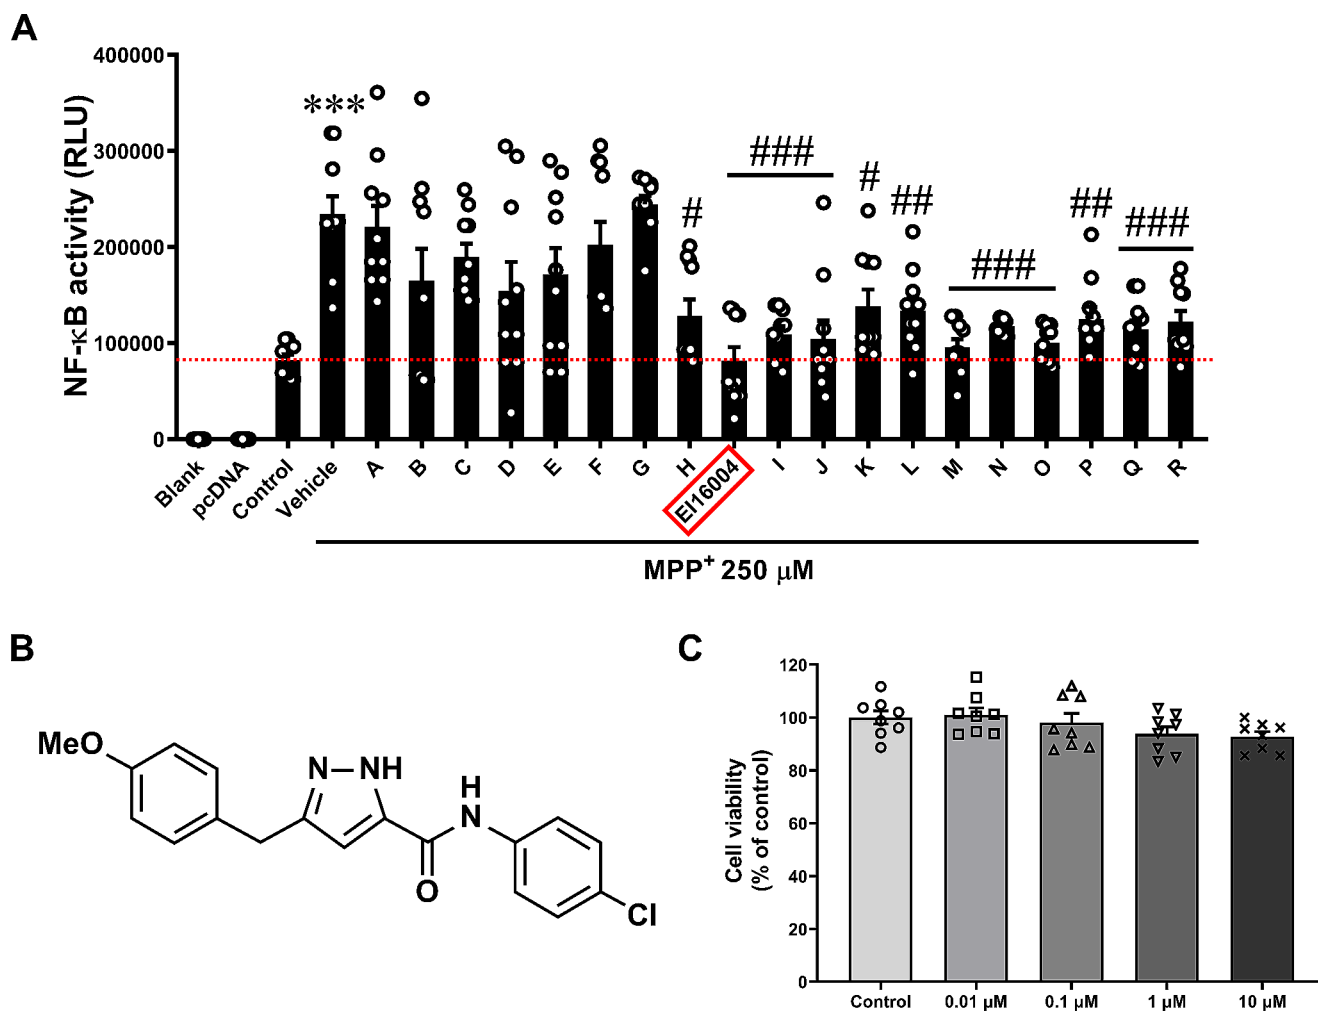 A
NF-κB activity (RLU)
400000
300000
200000
100000
0
***
#
###
#
##
###
##
###
Blank
pcDNA
Control
Vehicle
A
B
C
D
E
F
G
H
EI16004
I
J
K
L
M
N
O
P
Q
R
MPP⁺ 250 μM
B
MeO
N
NH
H
N
O
Cl
C
Cell viability
(% of control)
120
100
80
60
40
20
0
Control
0.01 μM
0.1 μM
1 μM
10 μM